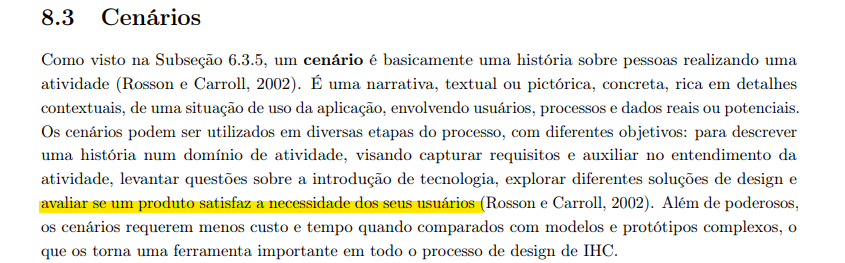 8.3 Cenários
Como visto na Subseção 6.3.5, um cenário é basicamente uma história sobre pessoas realizando uma
atividade (Rosson e Carroll, 2002). É uma narrativa, textual ou pictórica, concreta, rica em detalhes
contextuais, de uma situação de uso da aplicação, envolvendo usuários, processos e dados reais ou potenciais.
Os cenários podem ser utilizados em diversas etapas do processo, com diferentes objetivos: para descrever
uma história num domínio de atividade, visando capturar requisitos e auxiliar no entendimento da
atividade, levantar questões sobre a introdução de tecnologia, explorar diferentes soluções de design e
avaliar se um produto satisfaz a necessidade dos seus usuários (Rosson e Carroll, 2002). Além de poderosos,
os cenários requerem menos custo e tempo quando comparados com modelos e protótipos complexos, o
que os torna uma ferramenta importante em todo o processo de design de IHC.